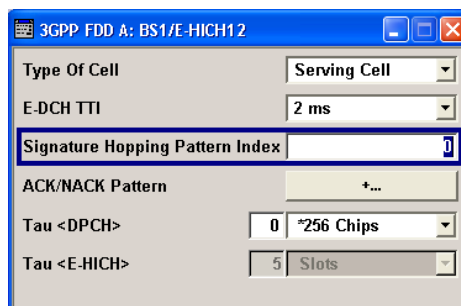 3GPP FDD A: BS1/E-HICH12
Type Of Cell Serving Cell
E-DCH TTI 2 ms
Signature Hopping Pattern Index 0
ACK/NACK Pattern +...
Tau <DPCH> 0 *256 Chips
Tau <E-HICH> 5 Slots